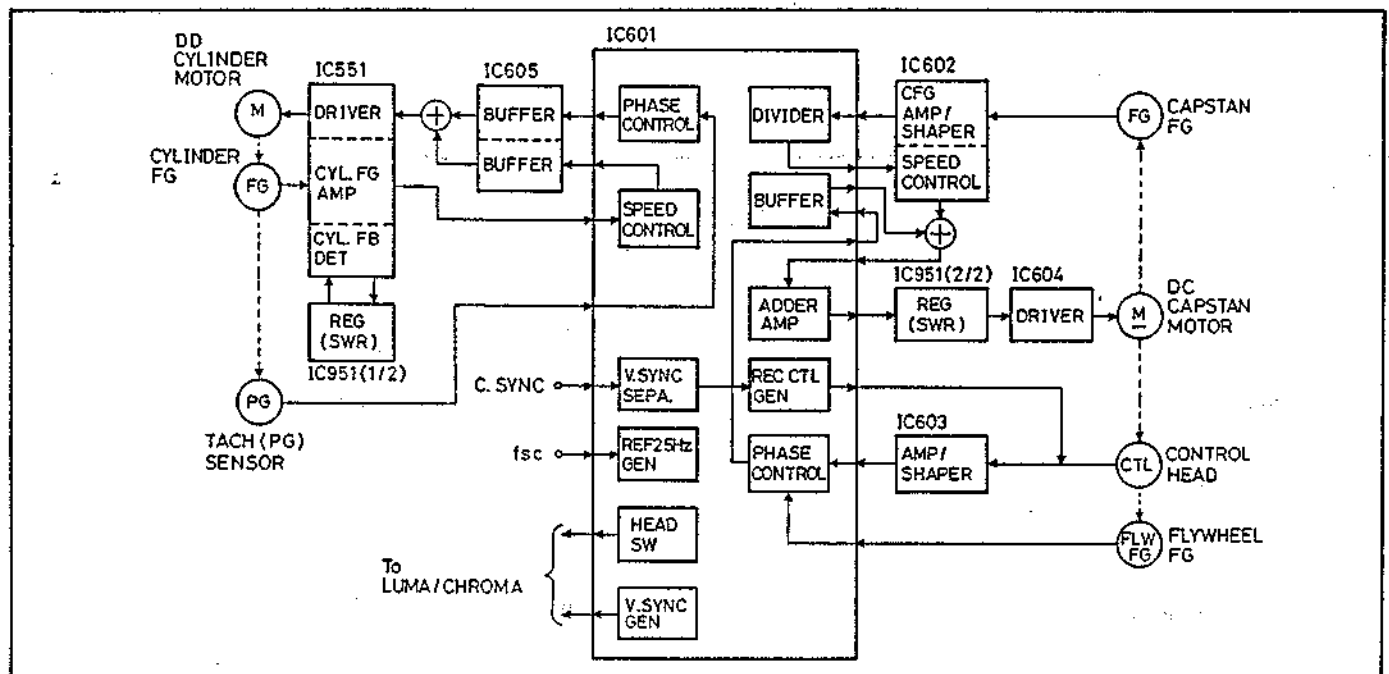 IC601
DD
CYLINDER
MOTOR
IC551
IC605
IC602
M
DRIVER
+
BUFFER
BUFFER
PHASE
CONTROL
DIVIDER
CFG
AMP/
SHAPER
SPEED
CONTROL
FG
CAPSTAN
FG
CYLINDER
FG
FG
CYL. FG
AMP
CYL. FB
DET
SPEED
CONTROL
BUFFER
+
REG
(SWR)
IC951(1/2)
ADDER
AMP
IC951(2/2)
REG
(SWR)
IC604
DRIVER
M
DC
CAPSTAN
MOTOR
C. SYNC
V.SYNC
SEPA.
REC CTL
GEN
PG
TACH (PG)
SENSOR
fsc
REF25Hz
GEN
PHASE
CONTROL
IC603
AMP/
SHAPER
CTL
CONTROL
HEAD
HEAD
SW
FLW
FG
FLYWHEEL
FG
To
LUMA/CHROMA
V.SYNC
GEN